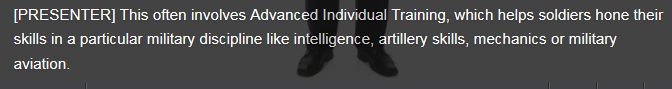 [PRESENTER] This often involves Advanced Individual Training, which helps soldiers hone their
skills in a particular military discipline like intelligence, artillery skills, mechanics or military
aviation.